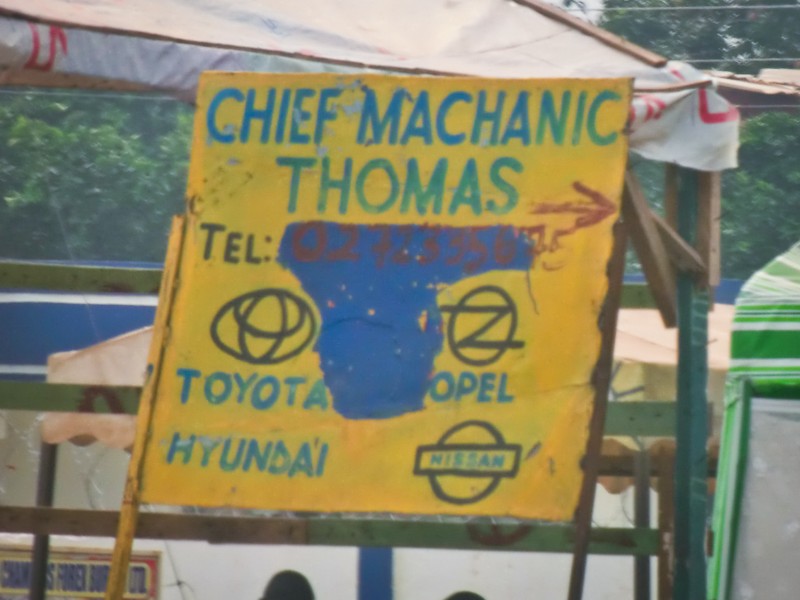 CHIEF MACHANIC
THOMAS
TEL:
TOYOTA
OPEL
HYUNDAI
NISSAN